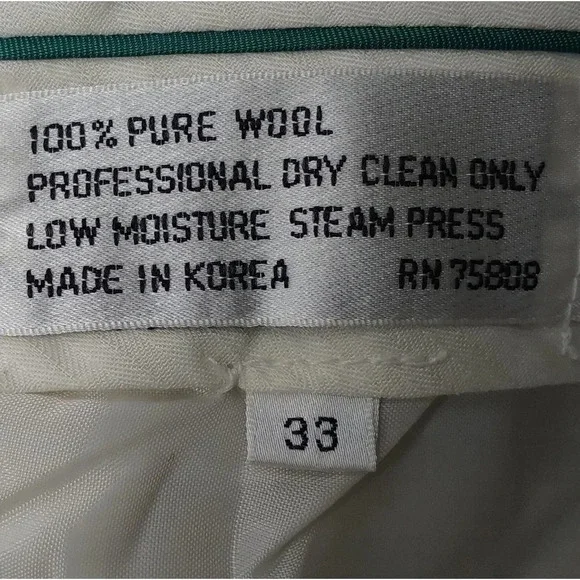 100% PURE WOOL
PROFESSIONAL DRY CLEAN ONLY
LOW MOISTURE STEAM PRESS
MADE IN KOREA RN 75808
33